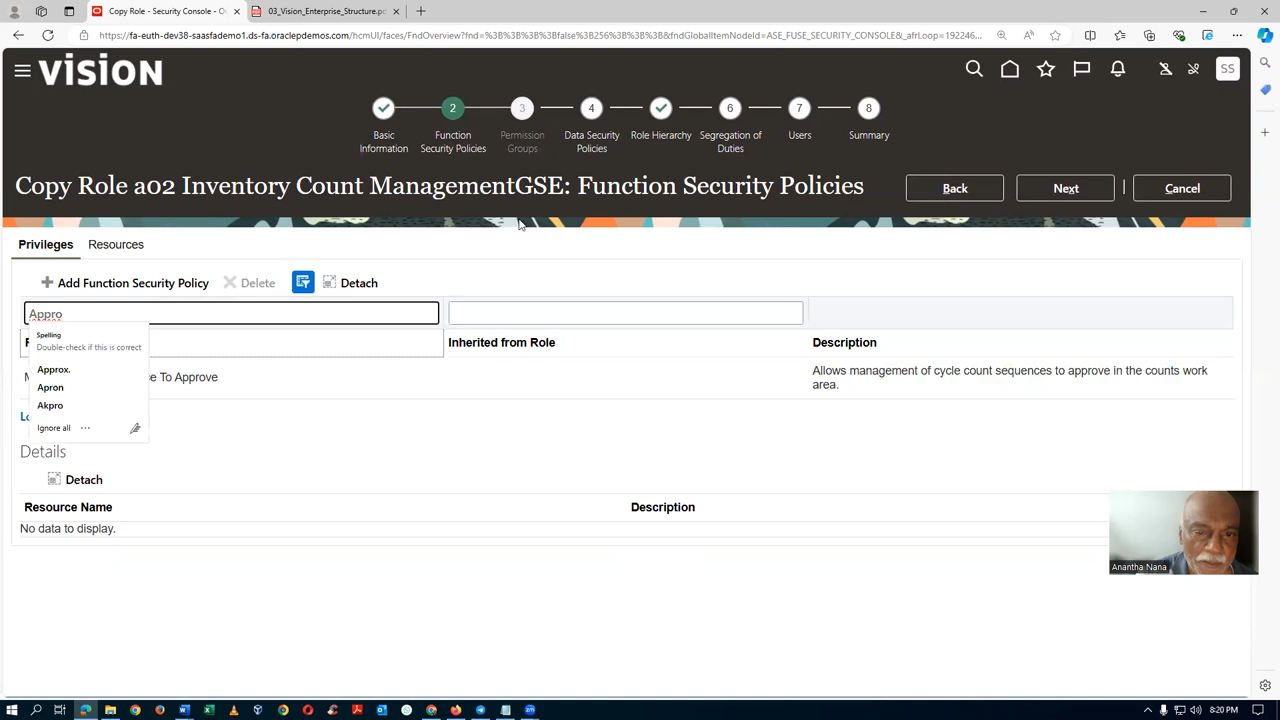 Copy Role - Security Console - O
03_Vision_Enterprise_Structure.pd
https://fa-euth-dev38-saasfademo1.ds-fa.oraclepdemos.com/hcmUI/faces/FndOverview?fnd=%3B%3B%3B%3Bfalse%3B256%3B%3B%3B&fndGlobalItemNodeId=ASE_FUSE_SECURITY_CONSOLE&_afrLoop=192246...
VISION
SS
2 3 4 6 7 8
Basic Information
Function Security Policies
Permission Groups
Data Security Policies
Role Hierarchy
Segregation of Duties
Users
Summary
Copy Role a02 Inventory Count ManagementGSE: Function Security Policies
Back
Next
Cancel
Privileges
Resources
Add Function Security Policy
Delete
Detach
Appro
Spelling
Double-check if this is correct
Approx.
Apron
Akpro
Ignore all
Inherited from Role
Description
e To Approve
Allows management of cycle count sequences to approve in the counts work
area.
Details
Detach
Resource Name
Description
No data to display.
Anantha Nana
8:20 PM